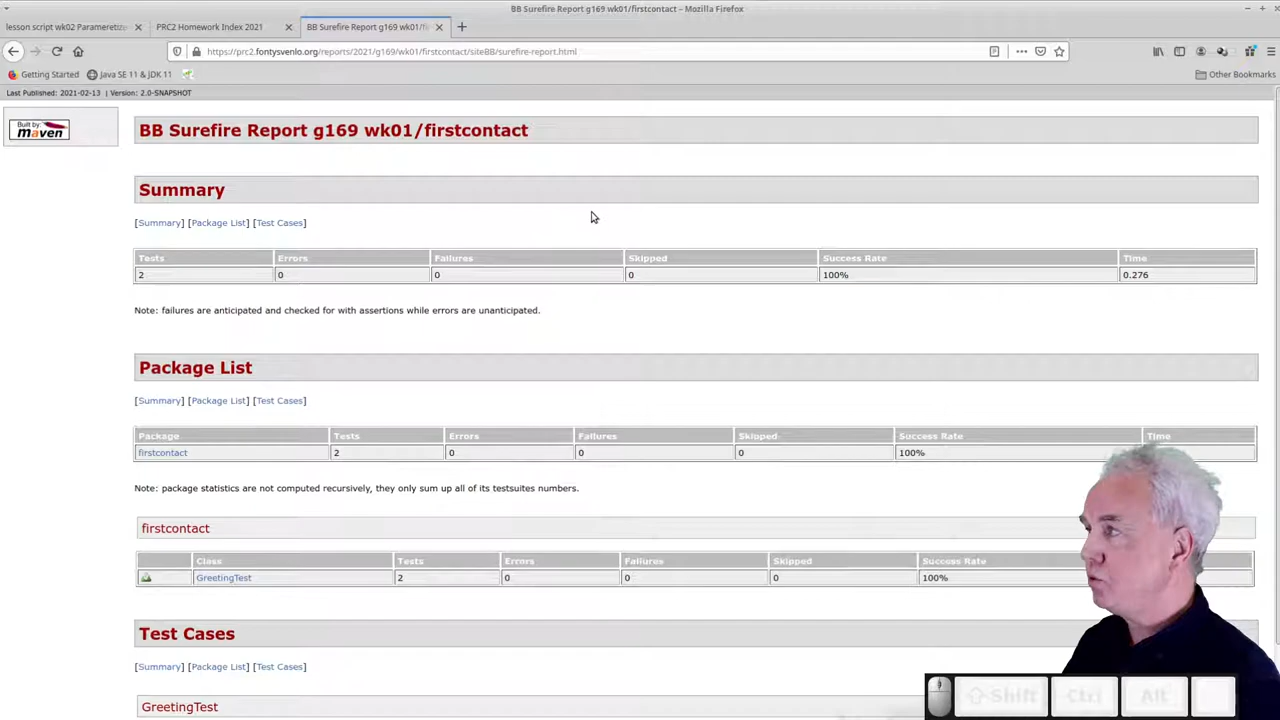 BB Surefire Report g169 wk01/firstcontact – Mozilla Firefox
lesson script wk02 Parametetize
PRC2 Homework Index 2021
BB Surefire Report g169 wk01/fi
https://prc2.fontysvenlo.org/reports/2021/g169/wk01/firstcontact/siteBB/surefire-report.html
Getting Started
Java SE 11 & JDK 11
Other Bookmarks
Last Published: 2021-02-13 | Version: 2.0-SNAPSHOT
Built by:
maven
BB Surefire Report g169 wk01/firstcontact
Summary
[Summary] [Package List] [Test Cases]
Tests Errors Failures Skipped Success Rate Time
2 0 0 0 100% 0.276
Note: failures are anticipated and checked for with assertions while errors are unanticipated.
Package List
[Summary] [Package List] [Test Cases]
Package Tests Errors Failures Skipped Success Rate Time
firstcontact 2 0 0 0 100%
Note: package statistics are not computed recursively, they only sum up all of its testsuites numbers.
firstcontact
Class Tests Errors Failures Skipped Success Rate
GreetingTest 2 0 0 0 100%
Test Cases
[Summary] [Package List] [Test Cases]
GreetingTest
Shift Ctrl Alt